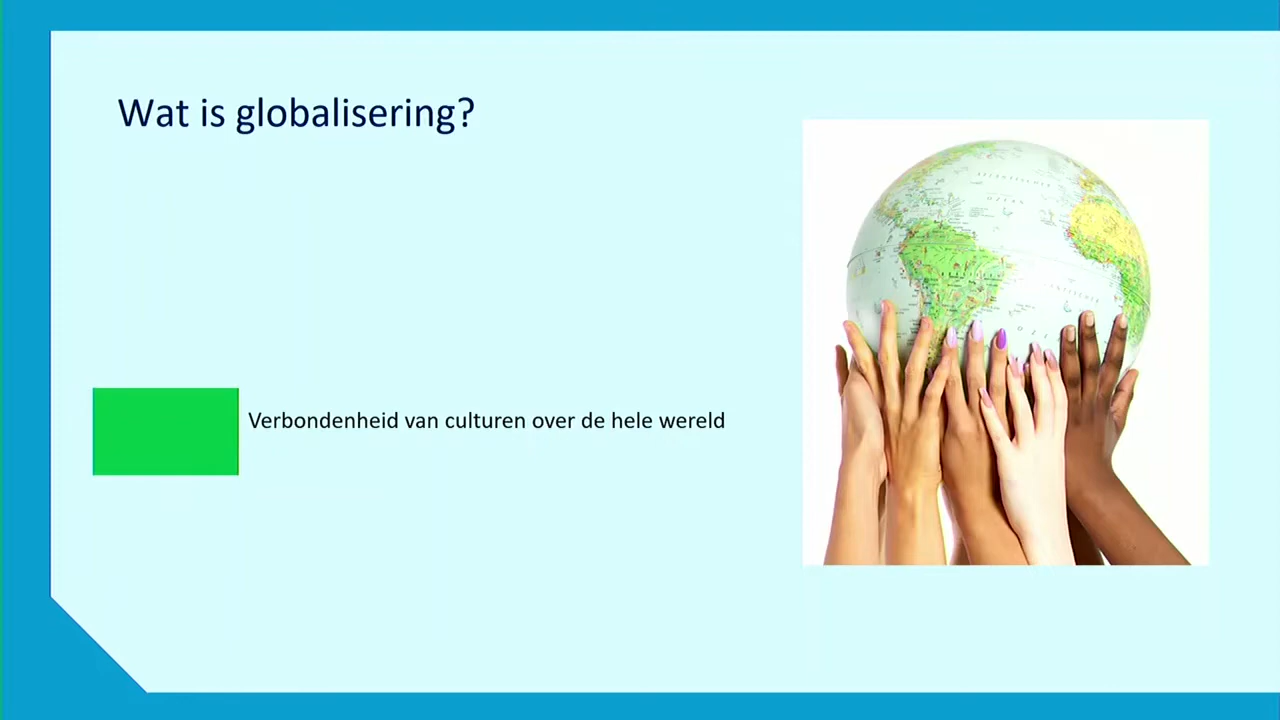 Wat is globalisering?
Verbondenheid van culturen over de hele wereld